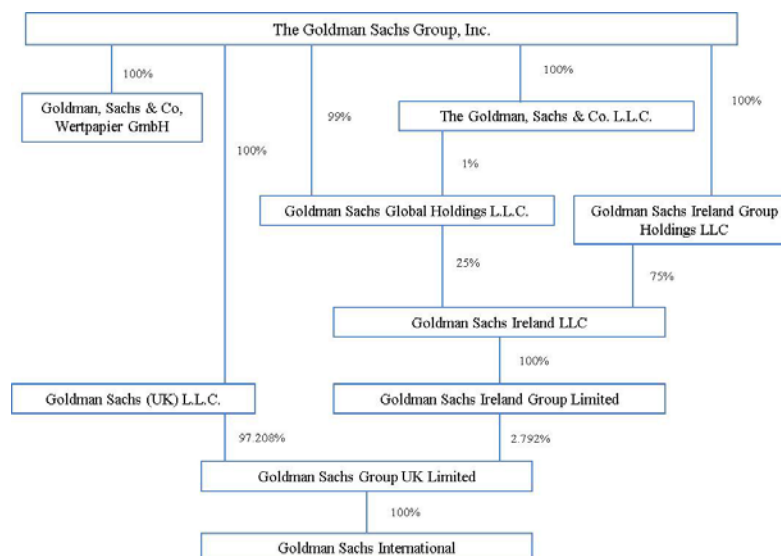 The Goldman Sachs Group, Inc.
100%
100%
Goldman, Sachs & Co,
Wertpapier GmbH
100%
99%
The Goldman, Sachs & Co. L.L.C.
100%
1%
Goldman Sachs Global Holdings L.L.C.
Goldman Sachs Ireland Group
Holdings LLC
25%
75%
Goldman Sachs Ireland LLC
100%
Goldman Sachs (UK) L.L.C.
Goldman Sachs Ireland Group Limited
97.208%
2.792%
Goldman Sachs Group UK Limited
100%
Goldman Sachs International